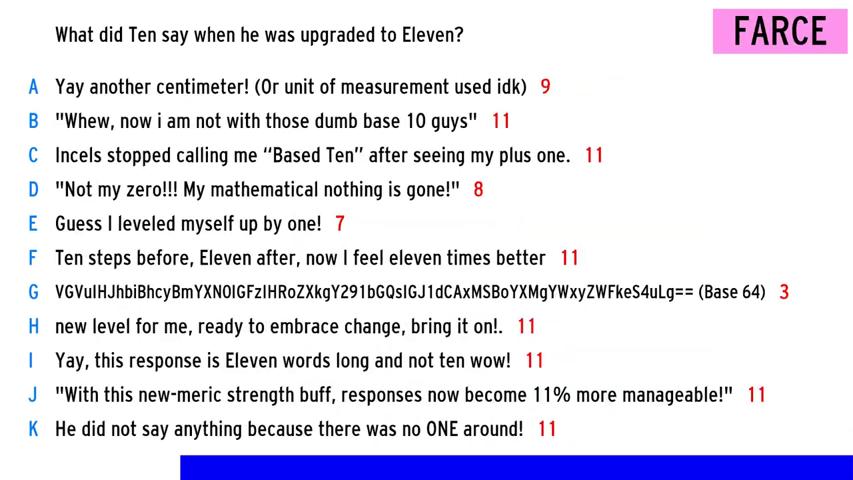 What did Ten say when he was upgraded to Eleven?
FARCE
A Yay another centimeter! (Or unit of measurement used idk) 9
B "Whew, now i am not with those dumb base 10 guys" 11
C Incels stopped calling me “Based Ten” after seeing my plus one. 11
D "Not my zero!!! My mathematical nothing is gone!" 8
E Guess I leveled myself up by one! 7
F Ten steps before, Eleven after, now I feel eleven times better 11
G VGVuIHJhbiBhcyBmYXN0IGFzIHRoZXkgY291bGQsIGJ1dCAxMSBoYXMgYWxyZWFkeS4uLg== (Base 64) 3
H new level for me, ready to embrace change, bring it on!. 11
I Yay, this response is Eleven words long and not ten wow! 11
J "With this new-meric strength buff, responses now become 11% more manageable!" 11
K He did not say anything because there was no ONE around! 11